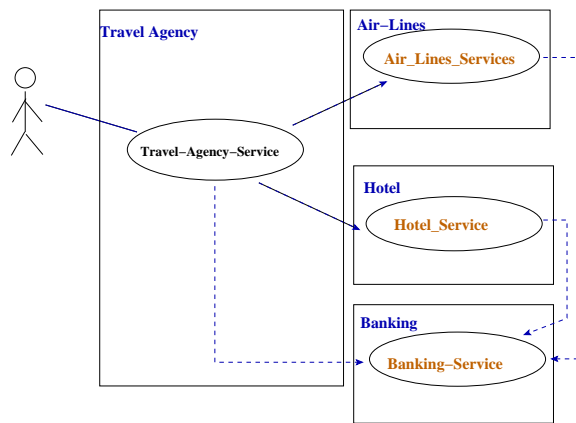 Travel Agency
Air–Lines
Air_Lines_Services
Travel–Agency–Service
Hotel
Hotel_Service
Banking
Banking–Service